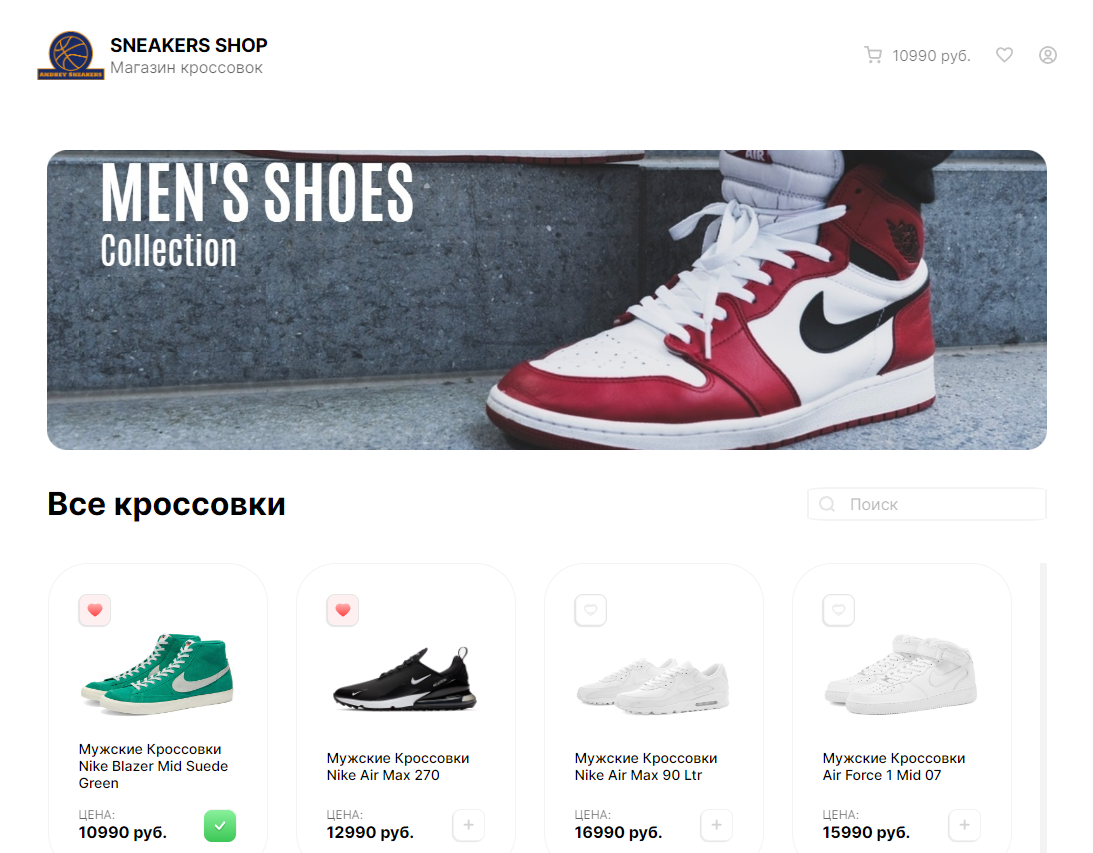 SNEAKERS SHOP
Магазин кроссовок
ANDREY SNEAKERS
10990 руб.
MEN'S SHOES
Collection
AIR
Все кроссовки
Поиск
Мужские Кроссовки
Nike Blazer Mid Suede
Green
ЦЕНА:
10990 руб.
Мужские Кроссовки
Nike Air Max 270
ЦЕНА:
12990 руб.
Мужские Кроссовки
Nike Air Max 90 Ltr
ЦЕНА:
16990 руб.
Мужские Кроссовки
Air Force 1 Mid 07
ЦЕНА:
15990 руб.